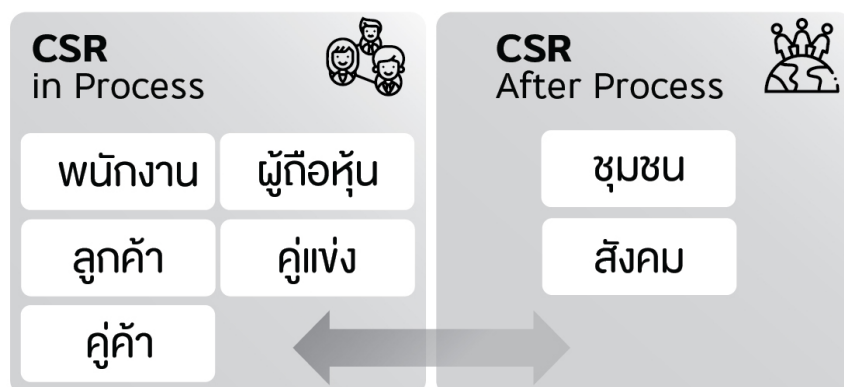 CSR
in Process
พนักงาน
ผู้ถือหุ้น
ลูกค้า
คู่แข่ง
คู่ค้า
CSR
After Process
ชุมชน
สังคม